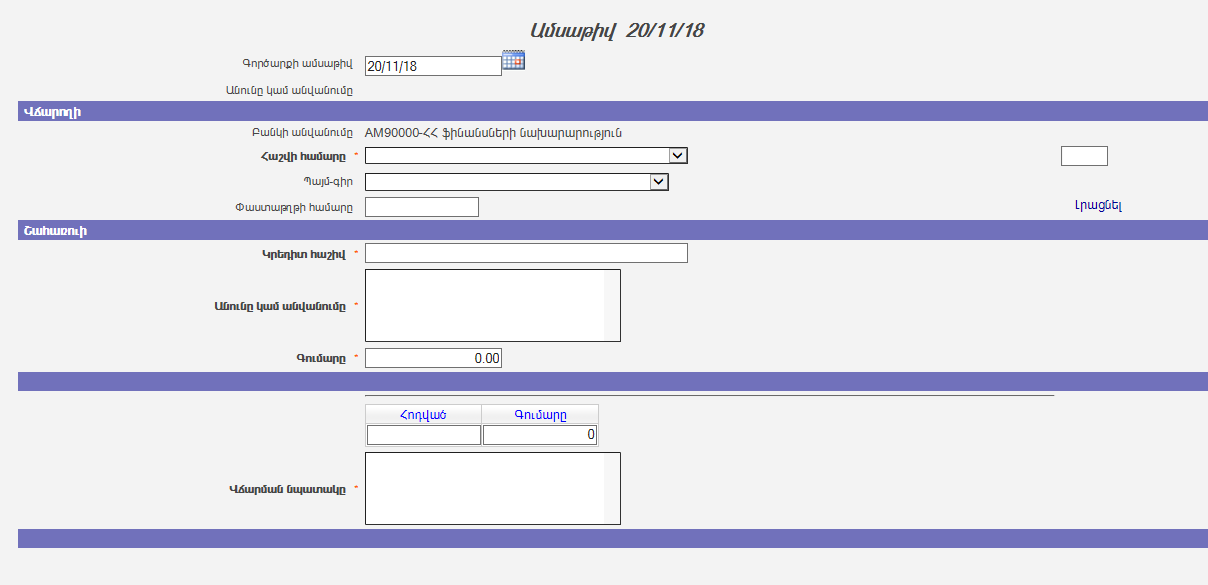 Ամսաթիվ 20/11/18
Գործարքի ամսաթիվ 20/11/18
Անունը կամ անվանումը
Վճարողի
Բանկի անվանումը AM90000-ՀՀ ֆինանսների նախարարություն
Հաշվի համարը *
Պայմ-գիր
Փաստաթղթի համարը Լրացնել
Շահառուի
Կրեդիտ հաշիվ *
Անունը կամ անվանումը *
Գումարը * 0.00
Հոդված Գումարը
0
Վճարման նպատակը *